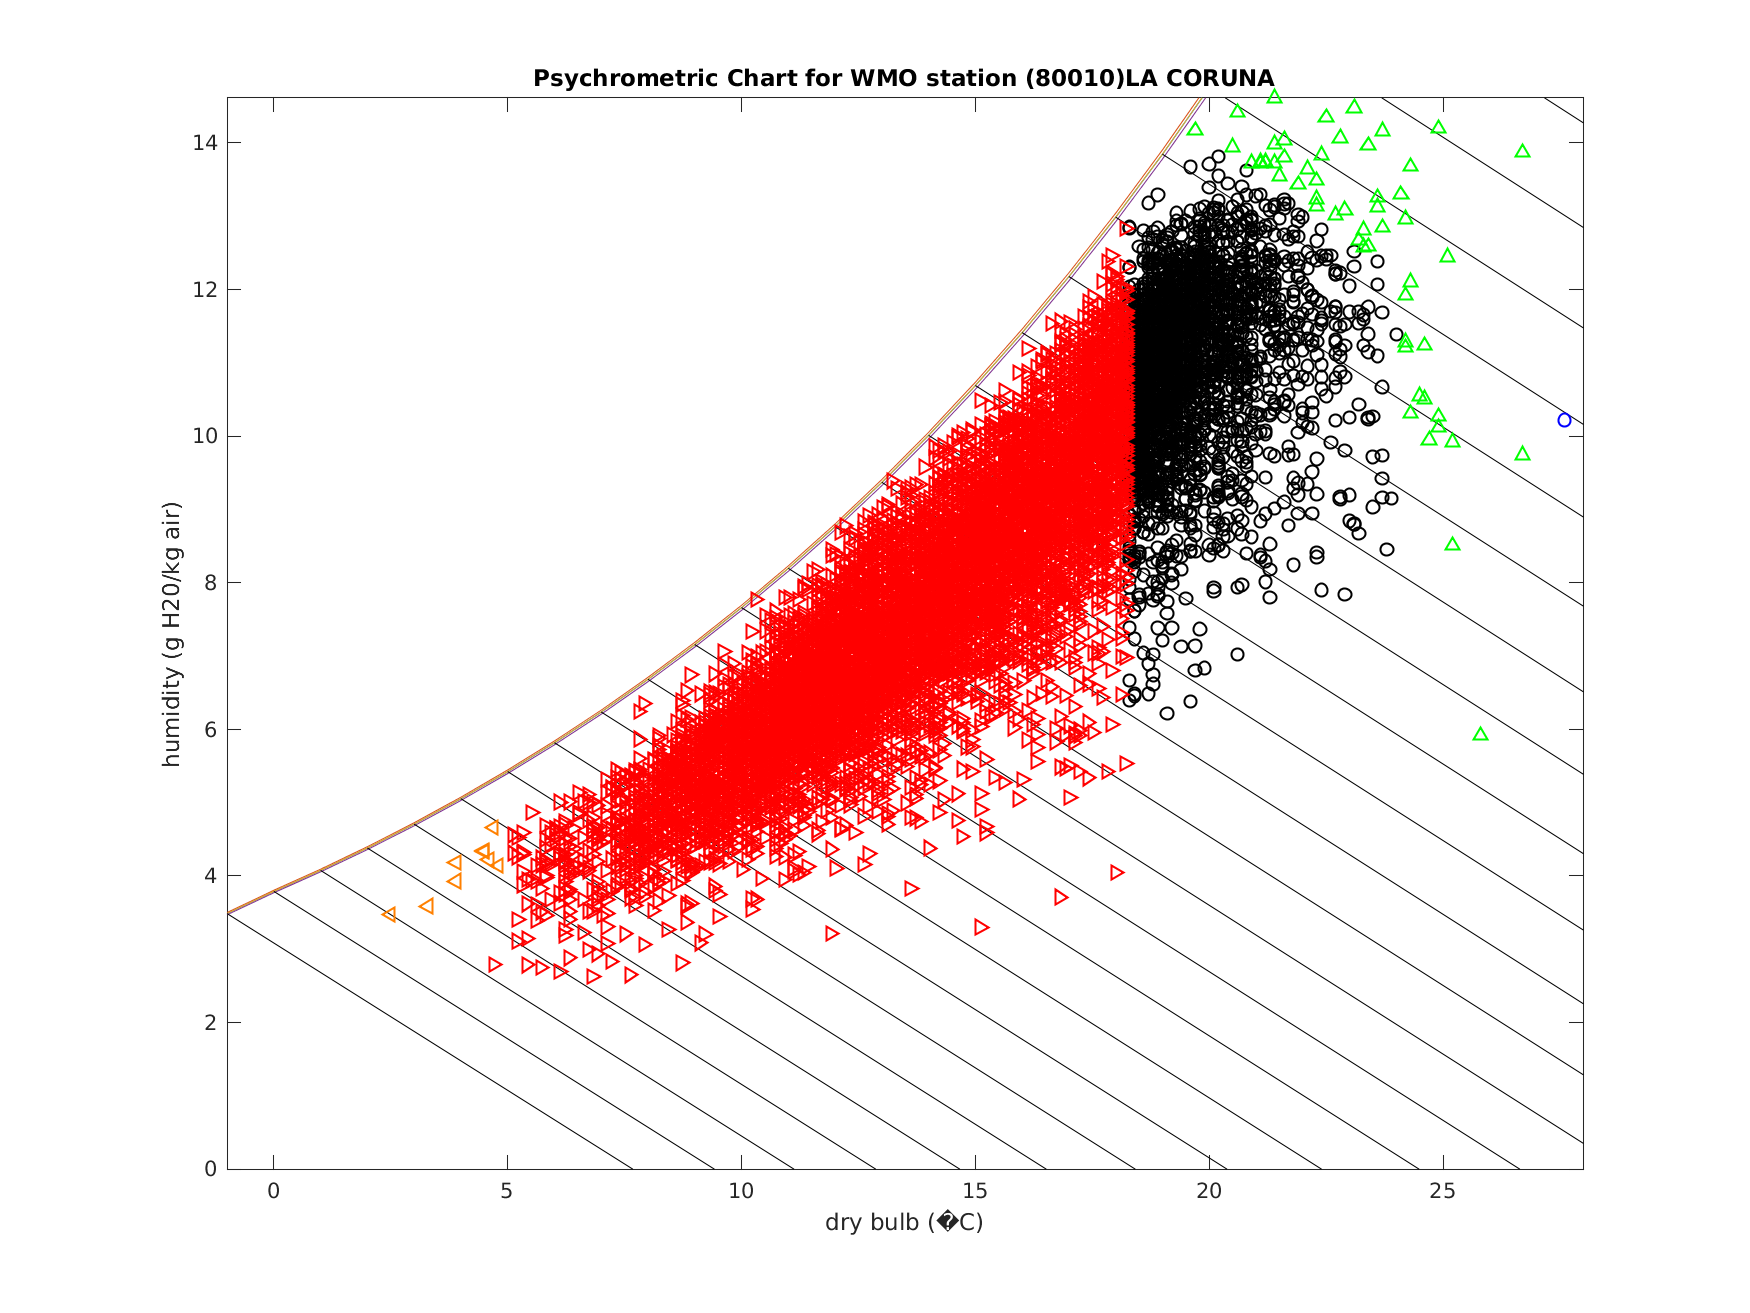 Psychrometric Chart for WMO station (80010)LA CORUNA
14
12
10
8
6
4
2
0
humidity (g H20/kg air)
0 5 10 15 20 25
dry bulb (�C)